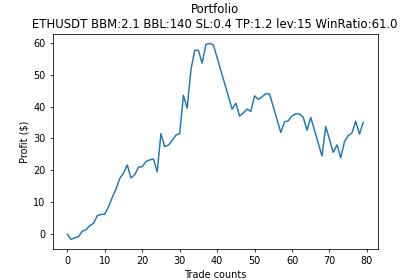 Portfolio
ETHUSDT BBM:2.1 BBL:140 SL:0.4 TP:1.2 lev:15 WinRatio:61.0
60
50
40
30
20
10
0
Profit ($)
0 10 20 30 40 50 60 70 80
Trade counts